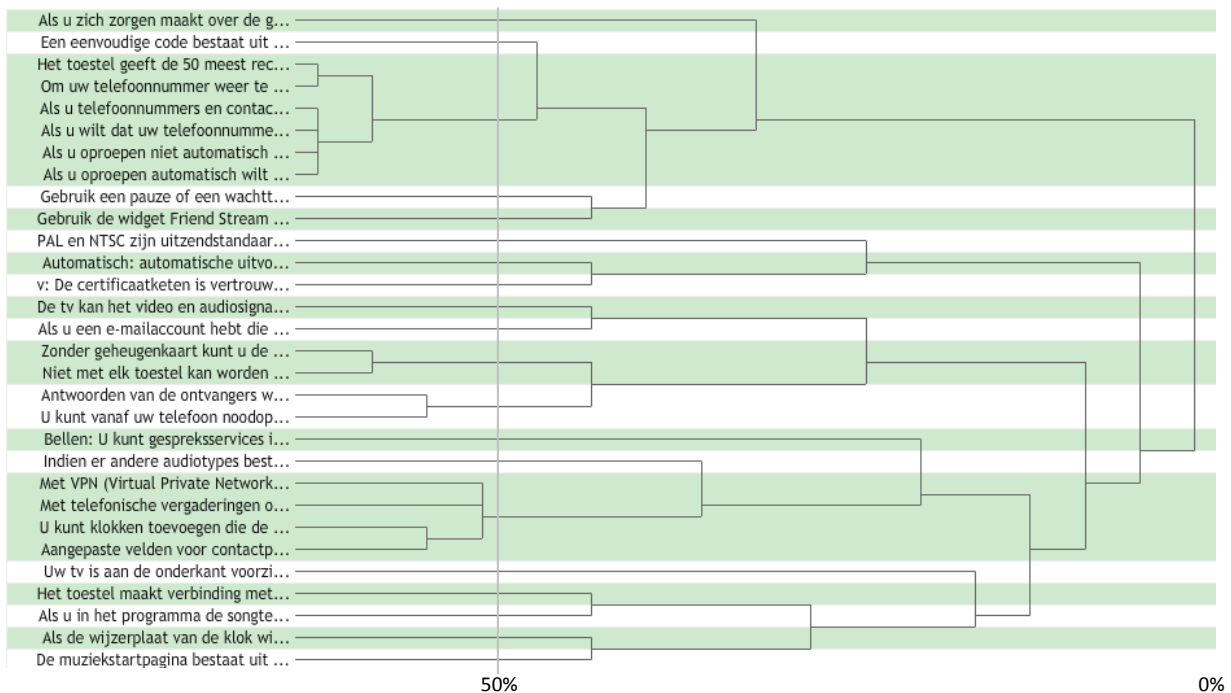 Als u zich zorgen maakt over de g...
Een eenvoudige code bestaat uit ...
Het toestel geeft de 50 meest rec...
Om uw telefoonnummer weer te ...
Als u telefoonnummers en contac...
Als u wilt dat uw telefoonnumme...
Als u oproepen niet automatisch ...
Als u oproepen automatisch wilt ...
Gebruik een pauze of een wachtt...
Gebruik de widget Friend Stream ...
PAL en NTSC zijn uitzendstandaar...
Automatisch: automatische uitvo...
v: De certificaatketen is vertrouw...
De tv kan het video en audiosigna...
Als u een e-mailaccount hebt die ...
Zonder geheugenkaart kunt u de ...
Niet met elk toestel kan worden ...
Antwoorden van de ontvangers w...
U kunt vanaf uw telefoon noodop...
Bellen: U kunt gespreksservices i...
Indien er andere audiotypes best...
Met VPN (Virtual Private Network...
Met telefonische vergaderingen o...
U kunt klokken toevoegen die de ...
Aangepaste velden voor contactp...
Uw tv is aan de onderkant voorzi...
Het toestel maakt verbinding met...
Als u in het programma de songte...
Als de wijzerplaat van de klok wi...
De muziekstartpagina bestaat uit ...
50% 0%